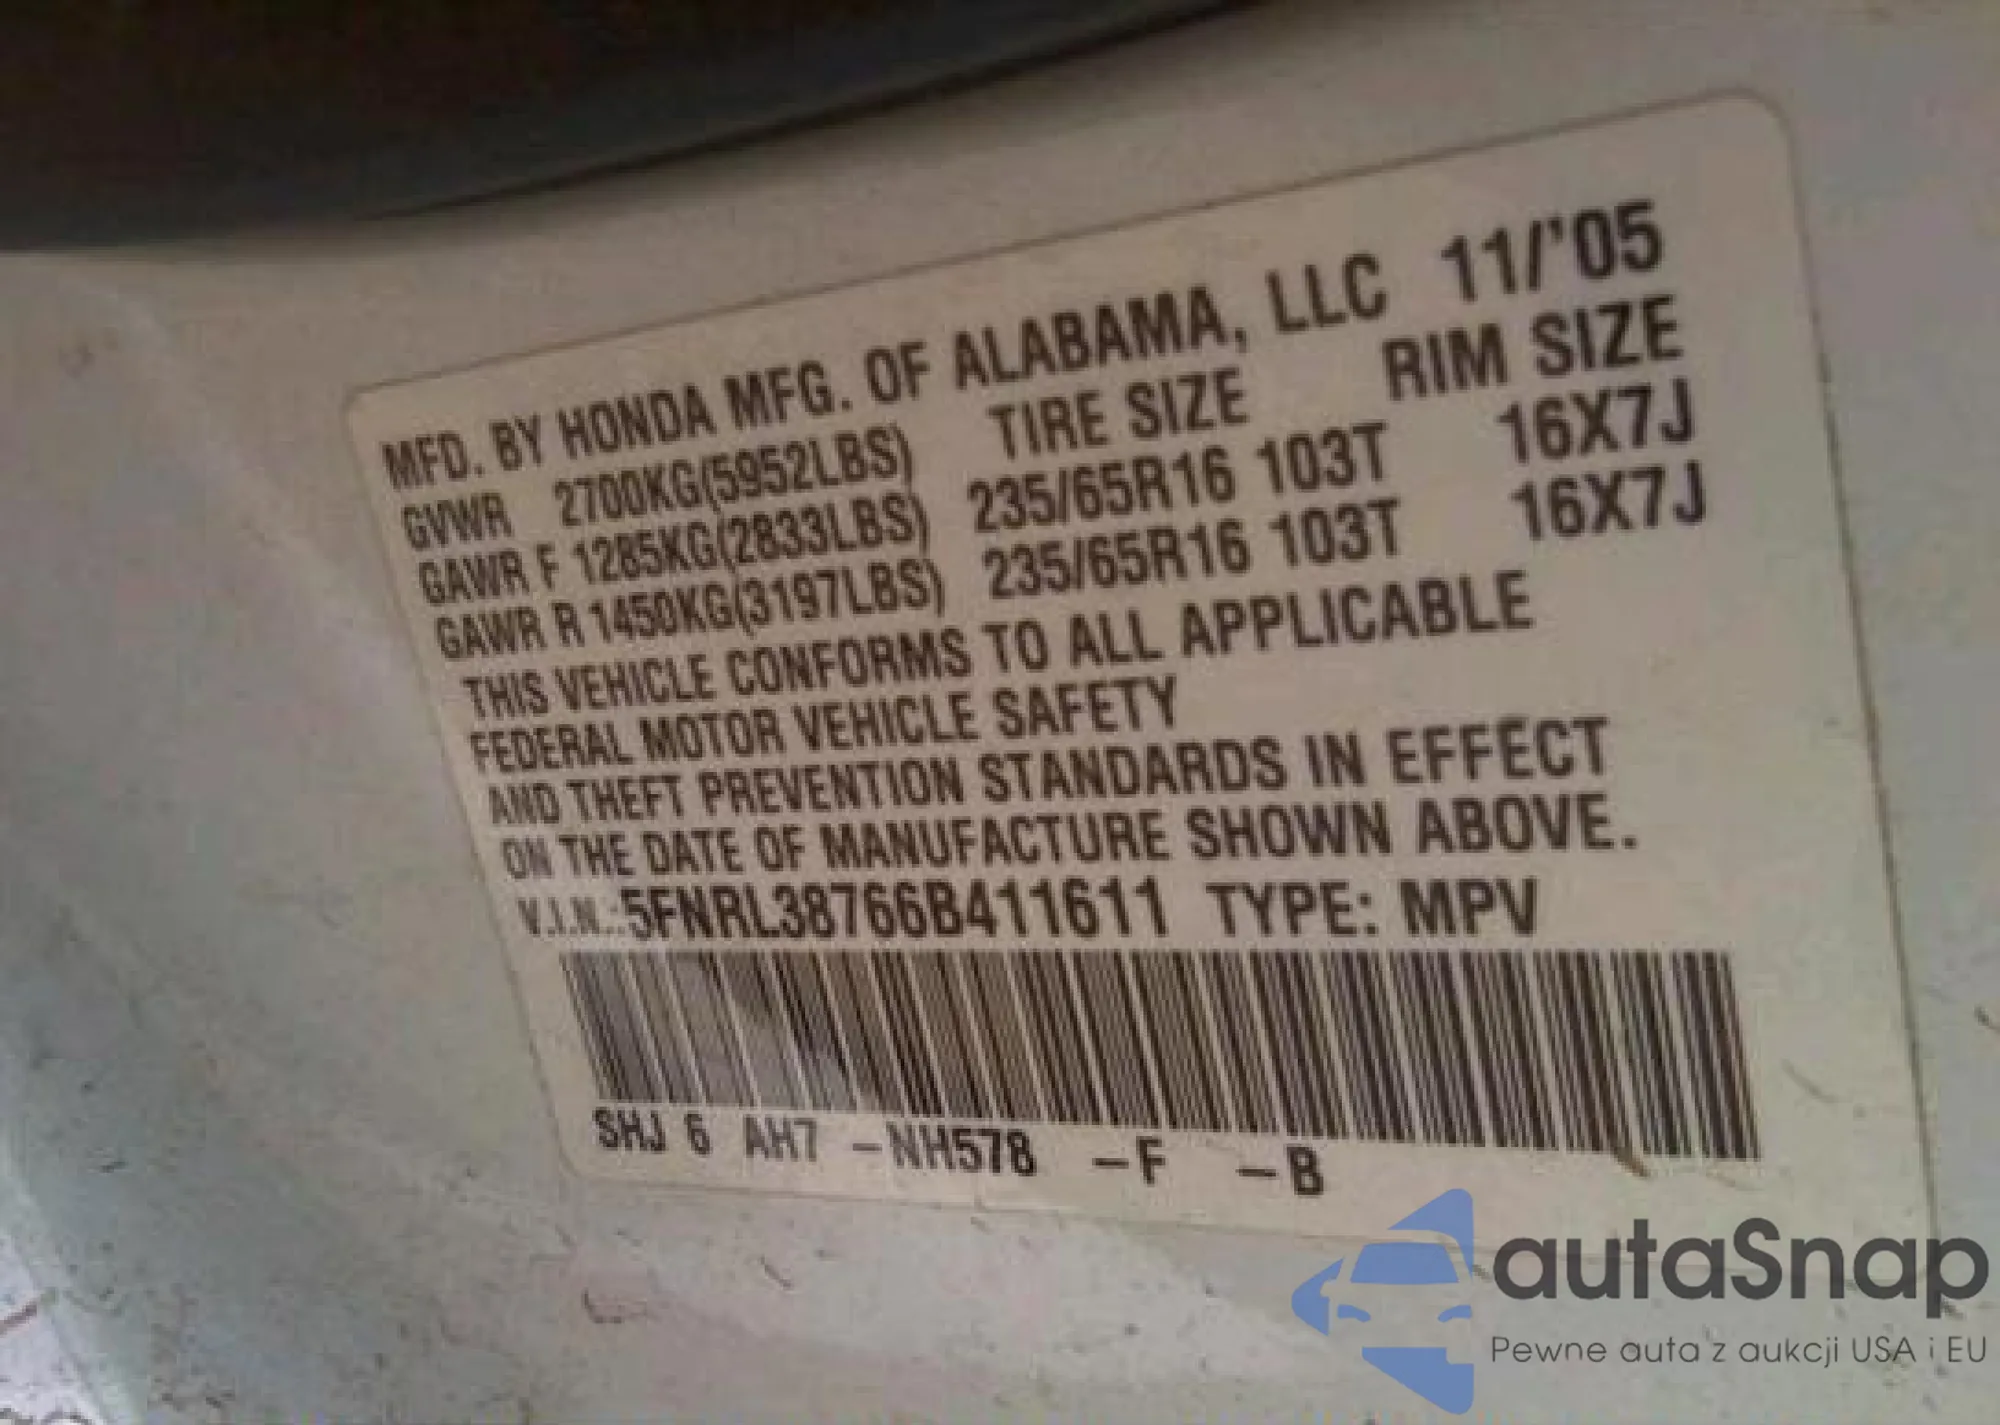 MFD. BY HONDA MFG. OF ALABAMA, LLC 11/'05
GVWR 2700KG(5952LBS) TIRE SIZE RIM SIZE
GAWR F 1285KG(2833LBS) 235/65R16 103T 16X7J
GAWR R 1450KG(3197LBS) 235/65R16 103T 16X7J
THIS VEHICLE CONFORMS TO ALL APPLICABLE
FEDERAL MOTOR VEHICLE SAFETY
AND THEFT PREVENTION STANDARDS IN EFFECT
ON THE DATE OF MANUFACTURE SHOWN ABOVE.
V.I.N.:5FNRL38766B411611 TYPE: MPV
SHJ 6 AH7 –NH578 –F –B
autaSnap
Pewne auta z aukcji USA i EU